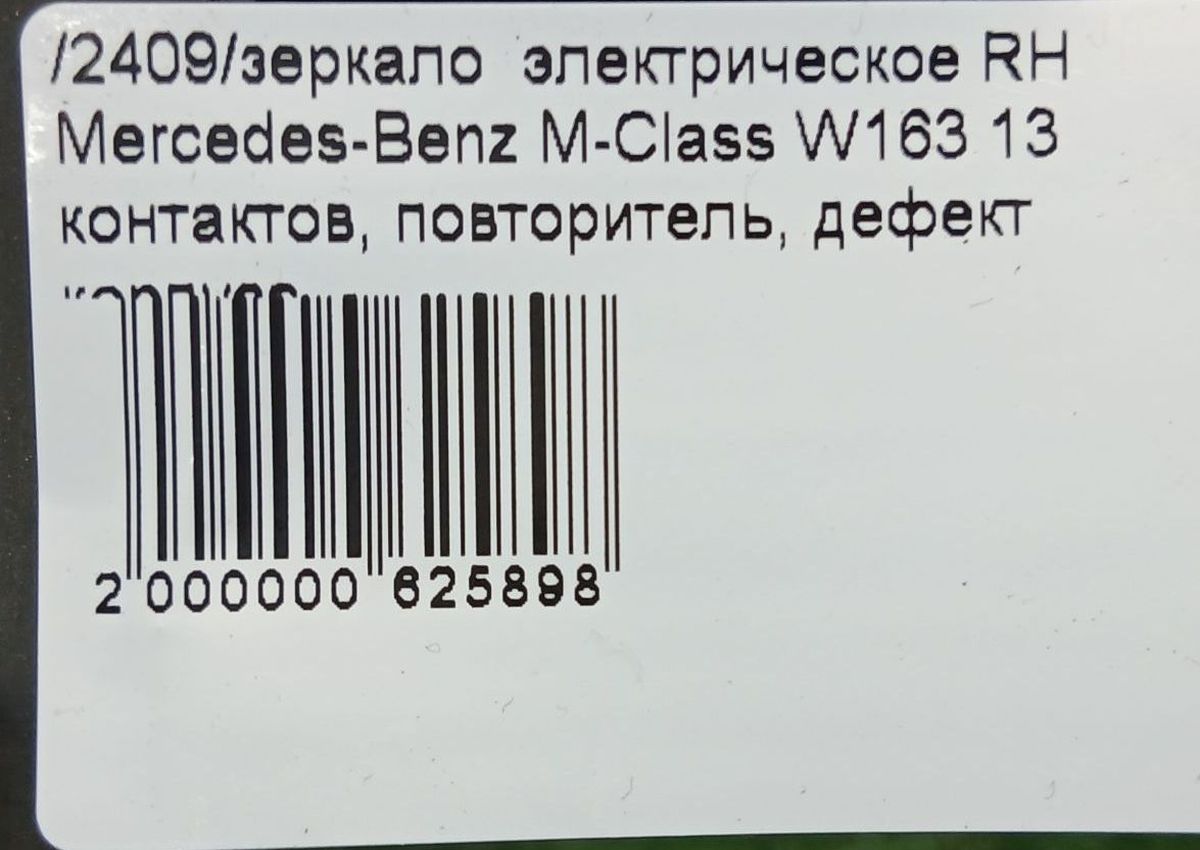 /2409/зеркало электрическое RH
Mercedes-Benz M-Class W163 13
контактов, повторитель, дефект
2 000000 625898